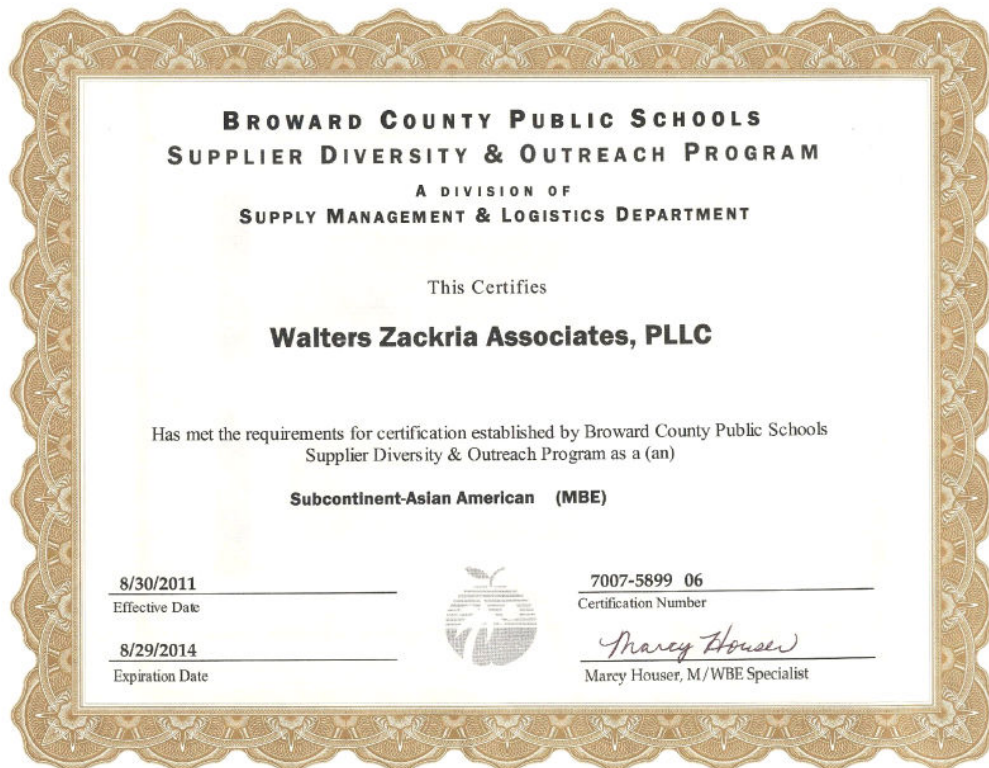 BROWARD COUNTY PUBLIC SCHOOLS
SUPPLIER DIVERSITY & OUTREACH PROGRAM
A DIVISION OF
SUPPLY MANAGEMENT & LOGISTICS DEPARTMENT
This Certifies
Walters Zackria Associates, PLLC
Has met the requirements for certification established by Broward County Public Schools
Supplier Diversity & Outreach Program as a (an)
Subcontinent-Asian American (MBE)
8/30/2011
Effective Date
7007-5899 06
Certification Number
8/29/2014
Expiration Date
Marcy Houser
Marcy Houser, M/WBE Specialist